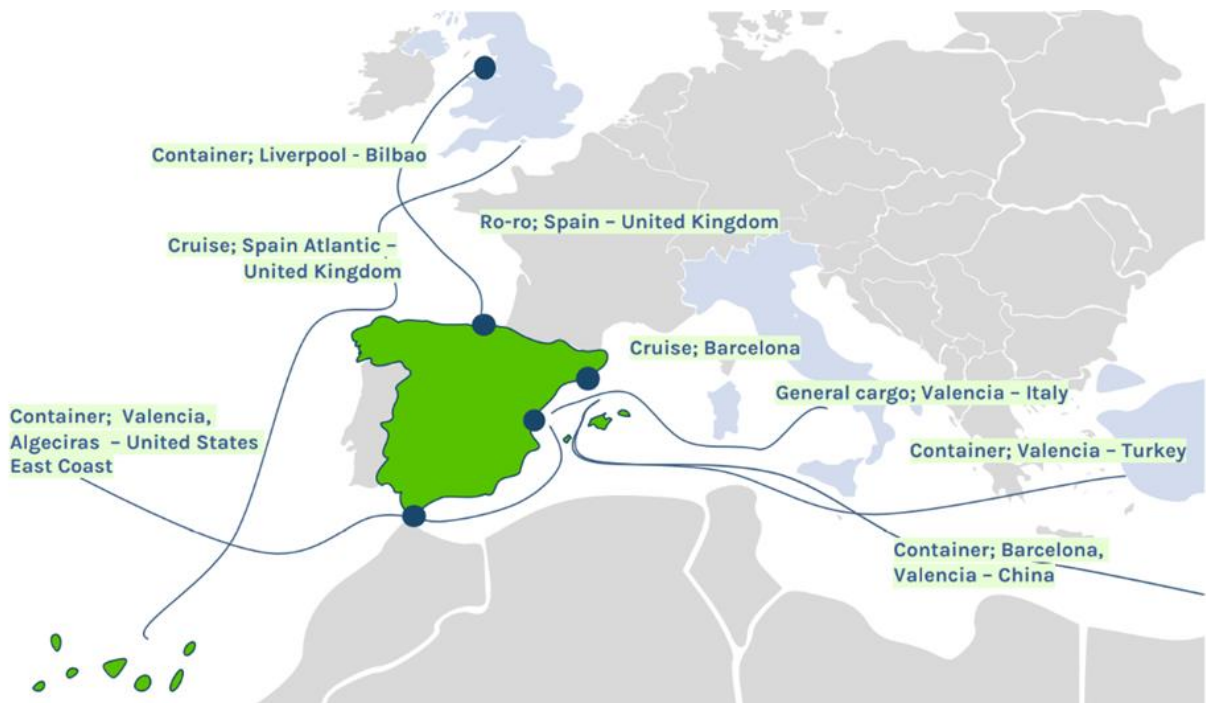 Container; Liverpool - Bilbao
Cruise; Spain Atlantic –
United Kingdom
Ro-ro; Spain – United Kingdom
Cruise; Barcelona
General cargo; Valencia – Italy
Container; Valencia,
Algeciras – United States
East Coast
Container; Valencia – Turkey
Container; Barcelona,
Valencia – China